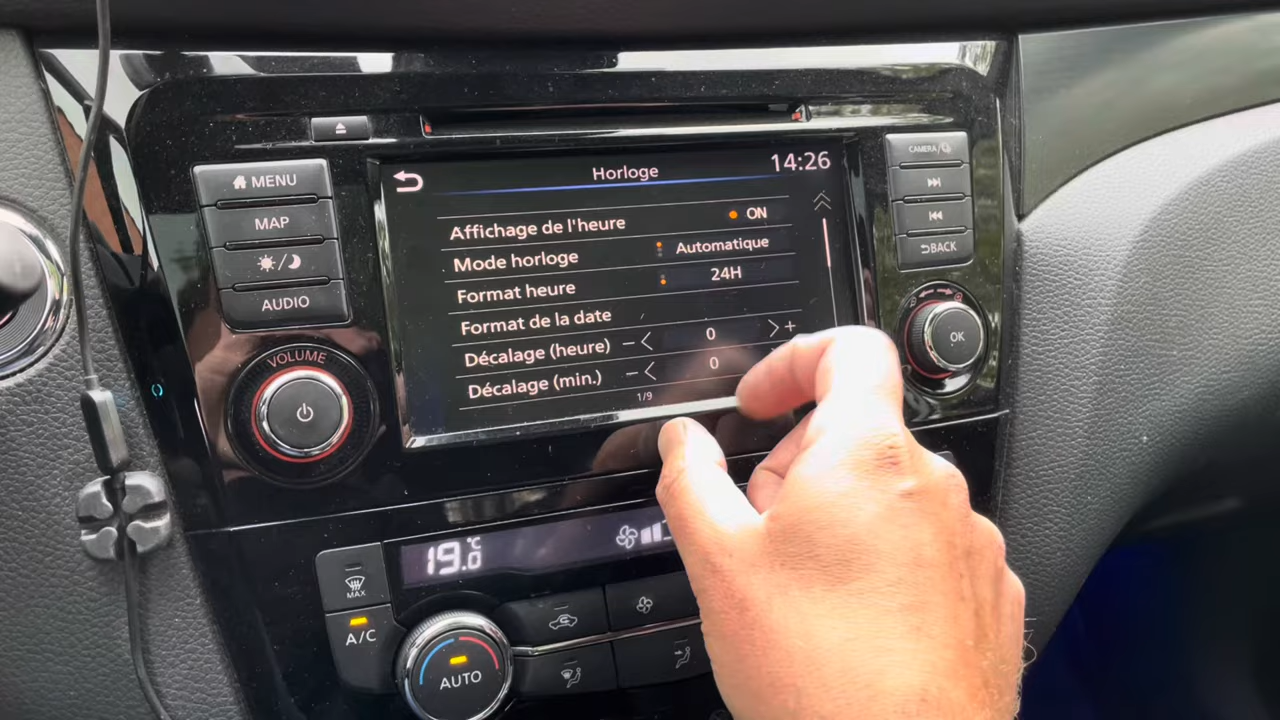 MENU
MAP
AUDIO
VOLUME
Horloge
14:26
Affichage de l'heure
ON
Mode horloge
Automatique
Format heure
24H
Format de la date
Décalage (heure)
−
0
+
Décalage (min.)
−
0
1/9
CAMERA/
BACK
OK
19.0°C
MAX
A/C
AUTO